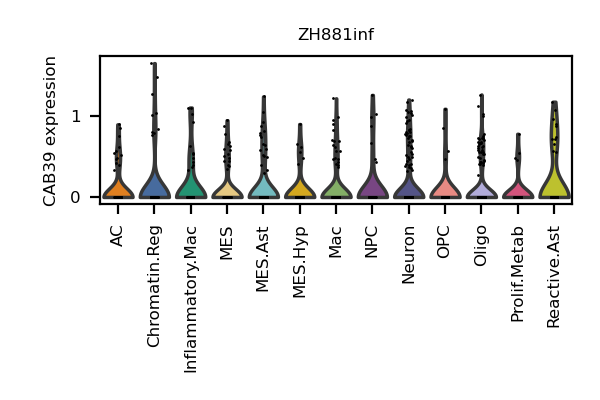 ZH881inf
CAB39 expression
1
0
AC
Chromatin.Reg
Inflammatory.Mac
MES
MES.Ast
MES.Hyp
Mac
NPC
Neuron
OPC
Oligo
Prolif.Metab
Reactive.Ast